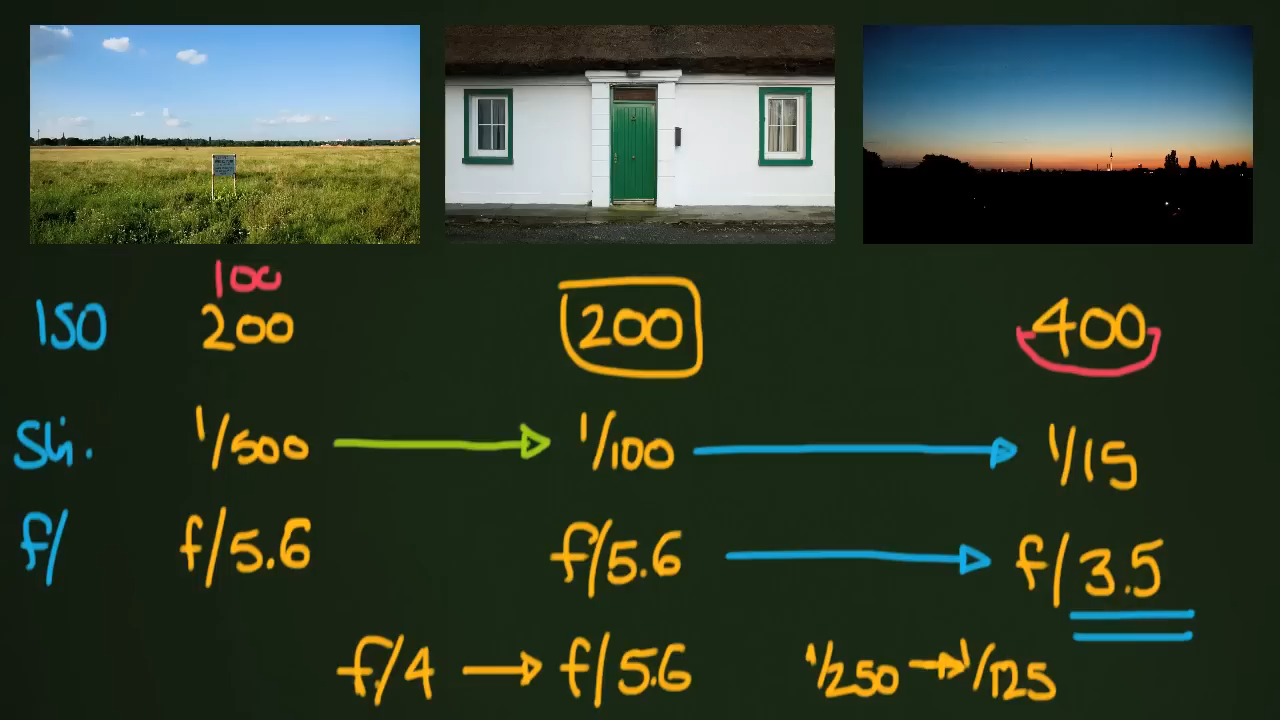 100
ISO 200 200 400
Sh. 1/500 1/100 1/15
f/ f/5.6 f/5.6 f/3.5
f/4 → f/5.6 1/250 → 1/125